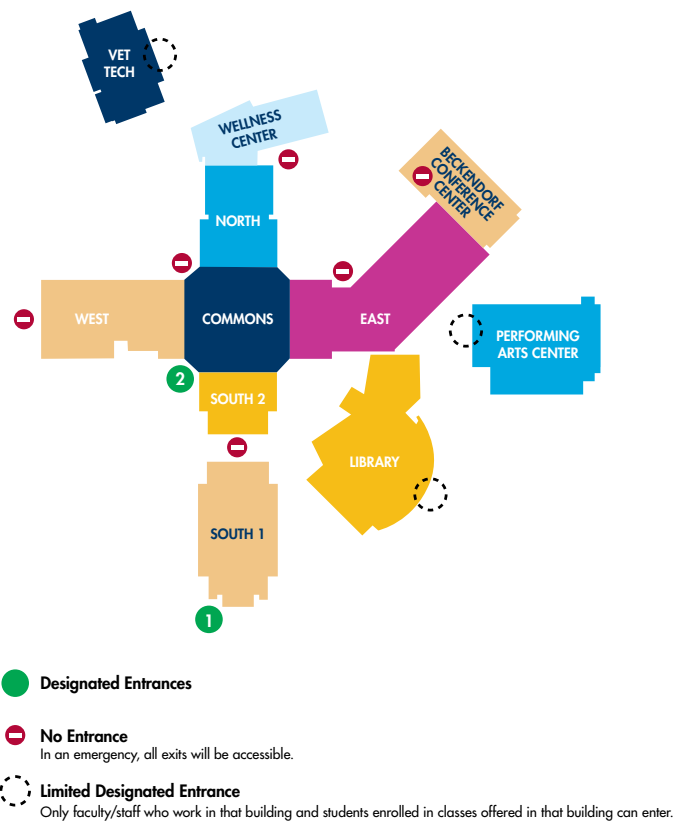 VET
TECH
WELLNESS
CENTER
BECKENDORF
CONFERENCE
CENTER
NORTH
WEST
COMMONS
EAST
PERFORMING
ARTS CENTER
2
SOUTH 2
LIBRARY
SOUTH 1
1
Designated Entrances
No Entrance
In an emergency, all exits will be accessible.
Limited Designated Entrance
Only faculty/staff who work in that building and students enrolled in classes offered in that building can enter.